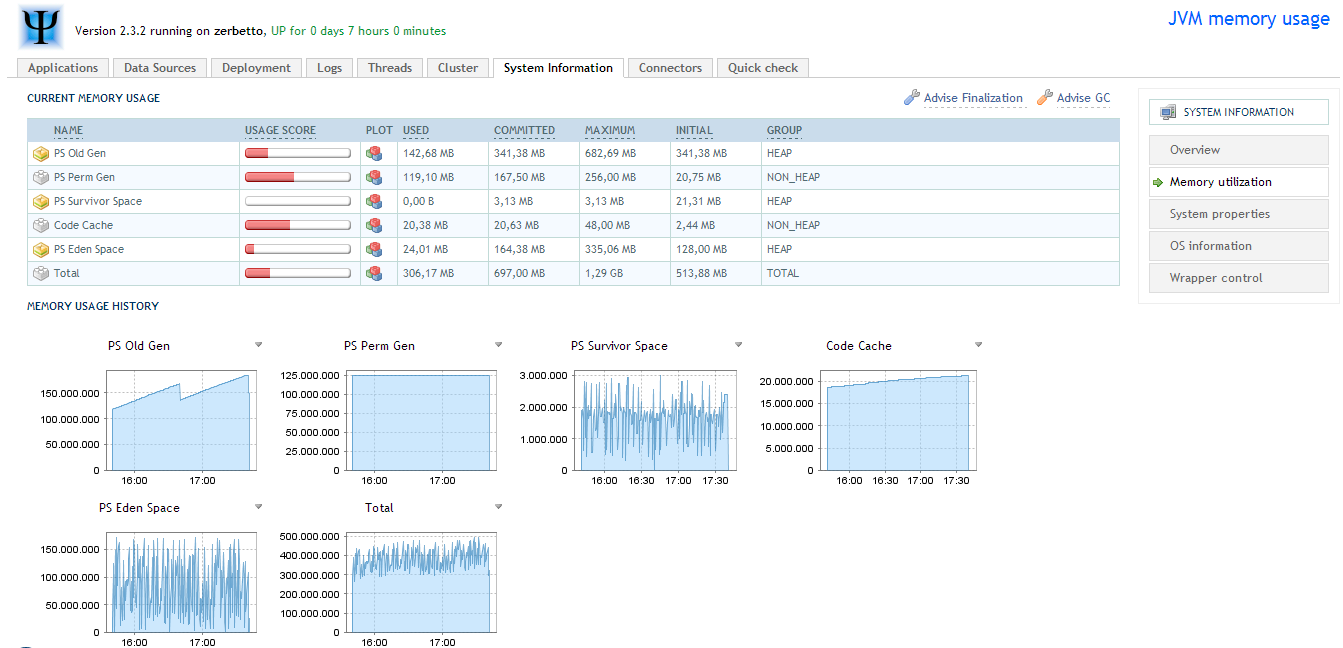 JVM memory usage
Ψ
Version 2.3.2 running on zerbetto, UP for 0 days 7 hours 0 minutes
Applications Data Sources Deployment Logs Threads Cluster System Information Connectors Quick check
CURRENT MEMORY USAGE Advise Finalization Advise GC
NAME USAGE SCORE PLOT USED COMMITTED MAXIMUM INITIAL GROUP
PS Old Gen 142,68 MB 341,38 MB 682,69 MB 341,38 MB HEAP
PS Perm Gen 119,10 MB 167,50 MB 256,00 MB 20,75 MB NON_HEAP
PS Survivor Space 0,00 B 3,13 MB 3,13 MB 21,31 MB HEAP
Code Cache 20,38 MB 20,63 MB 48,00 MB 2,44 MB NON_HEAP
PS Eden Space 24,01 MB 164,38 MB 335,06 MB 128,00 MB HEAP
Total 306,17 MB 697,00 MB 1,29 GB 513,88 MB TOTAL
SYSTEM INFORMATION
Overview
Memory utilization
System properties
OS information
Wrapper control
MEMORY USAGE HISTORY
PS Old Gen
150.000.000
100.000.000
50.000.000
0
16:00 17:00
PS Perm Gen
125.000.000
100.000.000
75.000.000
50.000.000
25.000.000
0
16:00 17:00
PS Survivor Space
3.000.000
2.000.000
1.000.000
0
16:00 16:30 17:00 17:30
Code Cache
20.000.000
15.000.000
10.000.000
5.000.000
0
16:00 16:30 17:00 17:30
PS Eden Space
150.000.000
100.000.000
50.000.000
0
16:00 17:00
Total
500.000.000
400.000.000
300.000.000
200.000.000
100.000.000
0
16:00 17:00